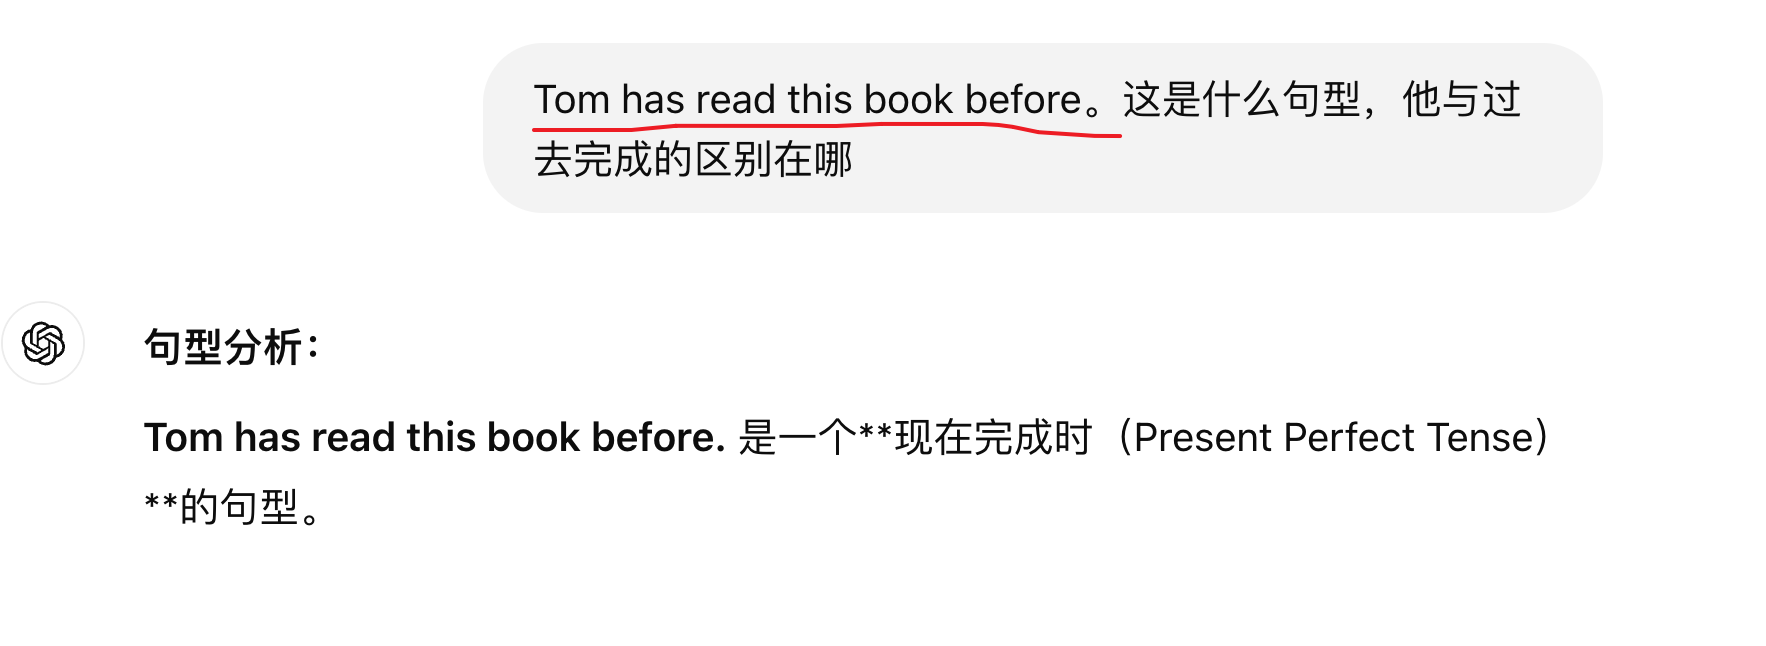 Tom has read this book before。这是什么句型，他与过
去完成的区别在哪
句型分析：
Tom has read this book before. 是一个**现在完成时（Present Perfect Tense）
**的句型。